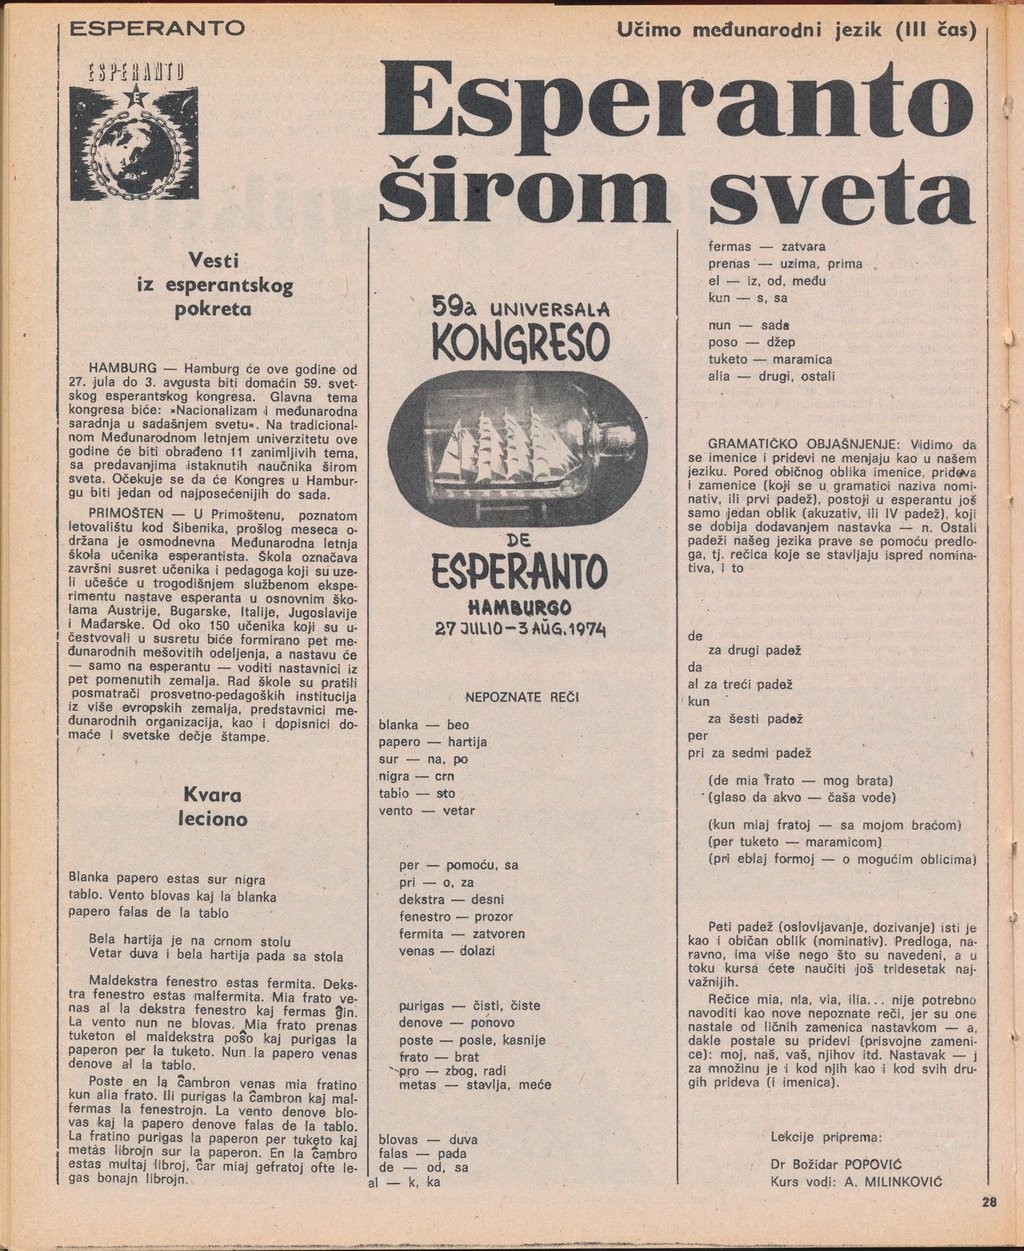 ESPERANTO
Učimo međunarodni jezik (III čas)
ESPERANTO
E
Esperanto
širom sveta
Vesti
iz esperantskog
pokreta
HAMBURG — Hamburg će ove godine od
27. jula do 3. avgusta biti domaćin 59. svet-
skog esperantskog kongresa. Glavna tema
kongresa biće: »Nacionalizam i međunarodna
saradnja u sadašnjem svetu«. Na tradicional-
nom Međunarodnom letnjem univerzitetu ove
godine će biti obrađeno 11 zanimljivih tema,
sa predavanjima istaknutih naučnika širom
sveta. Očekuje se da će Kongres u Hambur-
gu biti jedan od najposećenijih do sada.
PRIMOŠTEN — U Primoštenu, poznatom
letovalištu kod Šibenika, prošlog meseca o-
držana je osmodnevna Međunarodna letnja
škola učenika esperantista. Škola označava
završni susret učenika i pedagoga koji su uze-
li učešće u trogodišnjem službenom ekspe-
rimentu nastave esperanta u osnovnim ško-
lama Austrije, Bugarske, Italije, Jugoslavije
i Mađarske. Od oko 150 učenika koji su u-
čestvovali u susretu biće formirano pet me-
đunarodnih mešovitih odeljenja, a nastavu će
— samo na esperantu — voditi nastavnici iz
pet pomenutih zemalja. Rad škole su pratili
posmatrači prosvetno-pedagoških institucija
iz više evropskih zemalja, predstavnici me-
đunarodnih organizacija, kao i dopisnici do-
maće i svetske dečje štampe.
Kvara
leciono
Blanka papero estas sur nigra
tablo. Vento blovas kaj la blanka
papero falas de la tablo
Bela hartija je na crnom stolu
Vetar duva i bela hartija pada sa stola
Maldekstra fenestro estas fermita. Deks-
tra fenestro estas malfermita. Mia frato ve-
nas al la dekstra fenestro kaj fermas ĝin.
La vento nun ne blovas. Mia frato prenas
tuketon el maldekstra poŝo kaj purigas la
paperon per la tuketo. Nun la papero venas
denove al la tablo.
Poste en la ĉambron venas mia fratino
kun alia frato. Ili purigas la ĉambron kaj mal-
fermas la fenestrojn. La vento denove blo-
vas kaj la papero denove falas de la tablo.
La fratino purigas la paperon per tuketo kaj
metas librojn sur la paperon. En la ĉambro
estas multaj libroj, ĉar miaj gefratoj ofte le-
gas bonajn librojn.
59a UNIVERSALA
KONGRESO
DE
ESPERANTO
HAMBURGO
27 JULIO–3 AŬG.1974
NEPOZNATE REČI
blanka — beo
papero — hartija
sur — na, po
nigra — crn
tablo — sto
vento — vetar
per — pomoću, sa
pri — o, za
dekstra — desni
fenestro — prozor
fermita — zatvoren
venas — dolazi
purigas — čisti, čiste
denove — ponovo
poste — posle, kasnije
frato — brat
pro — zbog, radi
metas — stavlja, meće
blovas — duva
falas — pada
de — od, sa
al — k, ka
fermas — zatvara
prenas — uzima, prima
el — iz, od, među
kun — s, sa
nun — sada
poso — džep
tuketo — maramica
alia — drugi, ostali
GRAMATIČKO OBJAŠNJENJE: Vidimo da
se imenice i pridevi ne menjaju kao u našem
jeziku. Pored običnog oblika imenice, prideva
i zamenice (koji se u gramatici naziva nomi-
nativ, ili prvi padež), postoji u esperantu još
samo jedan oblik (akuzativ, ili IV padež), koji
se dobija dodavanjem nastavka — n. Ostali
padeži našeg jezika prave se pomoću predlo-
ga, tj. rečica koje se stavljaju ispred nomina-
tiva, i to
de
za drugi padež
da
al za treći padež
kun
za šesti padež
per
pri za sedmi padež
(de mia frato — mog brata)
(glaso da akvo — čaša vode)
(kun miaj fratoj — sa mojom braćom)
(per tuketo — maramicom)
(pri eblaj formoj — o mogućim oblicima)
Peti padež (oslovljavanje, dozivanje) isti je
kao i običan oblik (nominativ). Predloga, na-
ravno, ima više nego što su navedeni, a u
toku kursa ćete naučiti još tridesetak naj-
važnijih.
Rečice mia, nia, via, ilia... nije potrebno
navoditi kao nove nepoznate reči, jer su one
nastale od ličnih zamenica nastavkom — a,
dakle postale su pridevi (prisvojne zameni-
ce): moj, naš, vaš, njihov itd. Nastavak — j
za množinu je i kod njih kao i kod svih dru-
gih prideva (i imenica).
Lekcije priprema:
Dr Božidar POPOVIĆ
Kurs vodi: A. MILINKOVIĆ
28